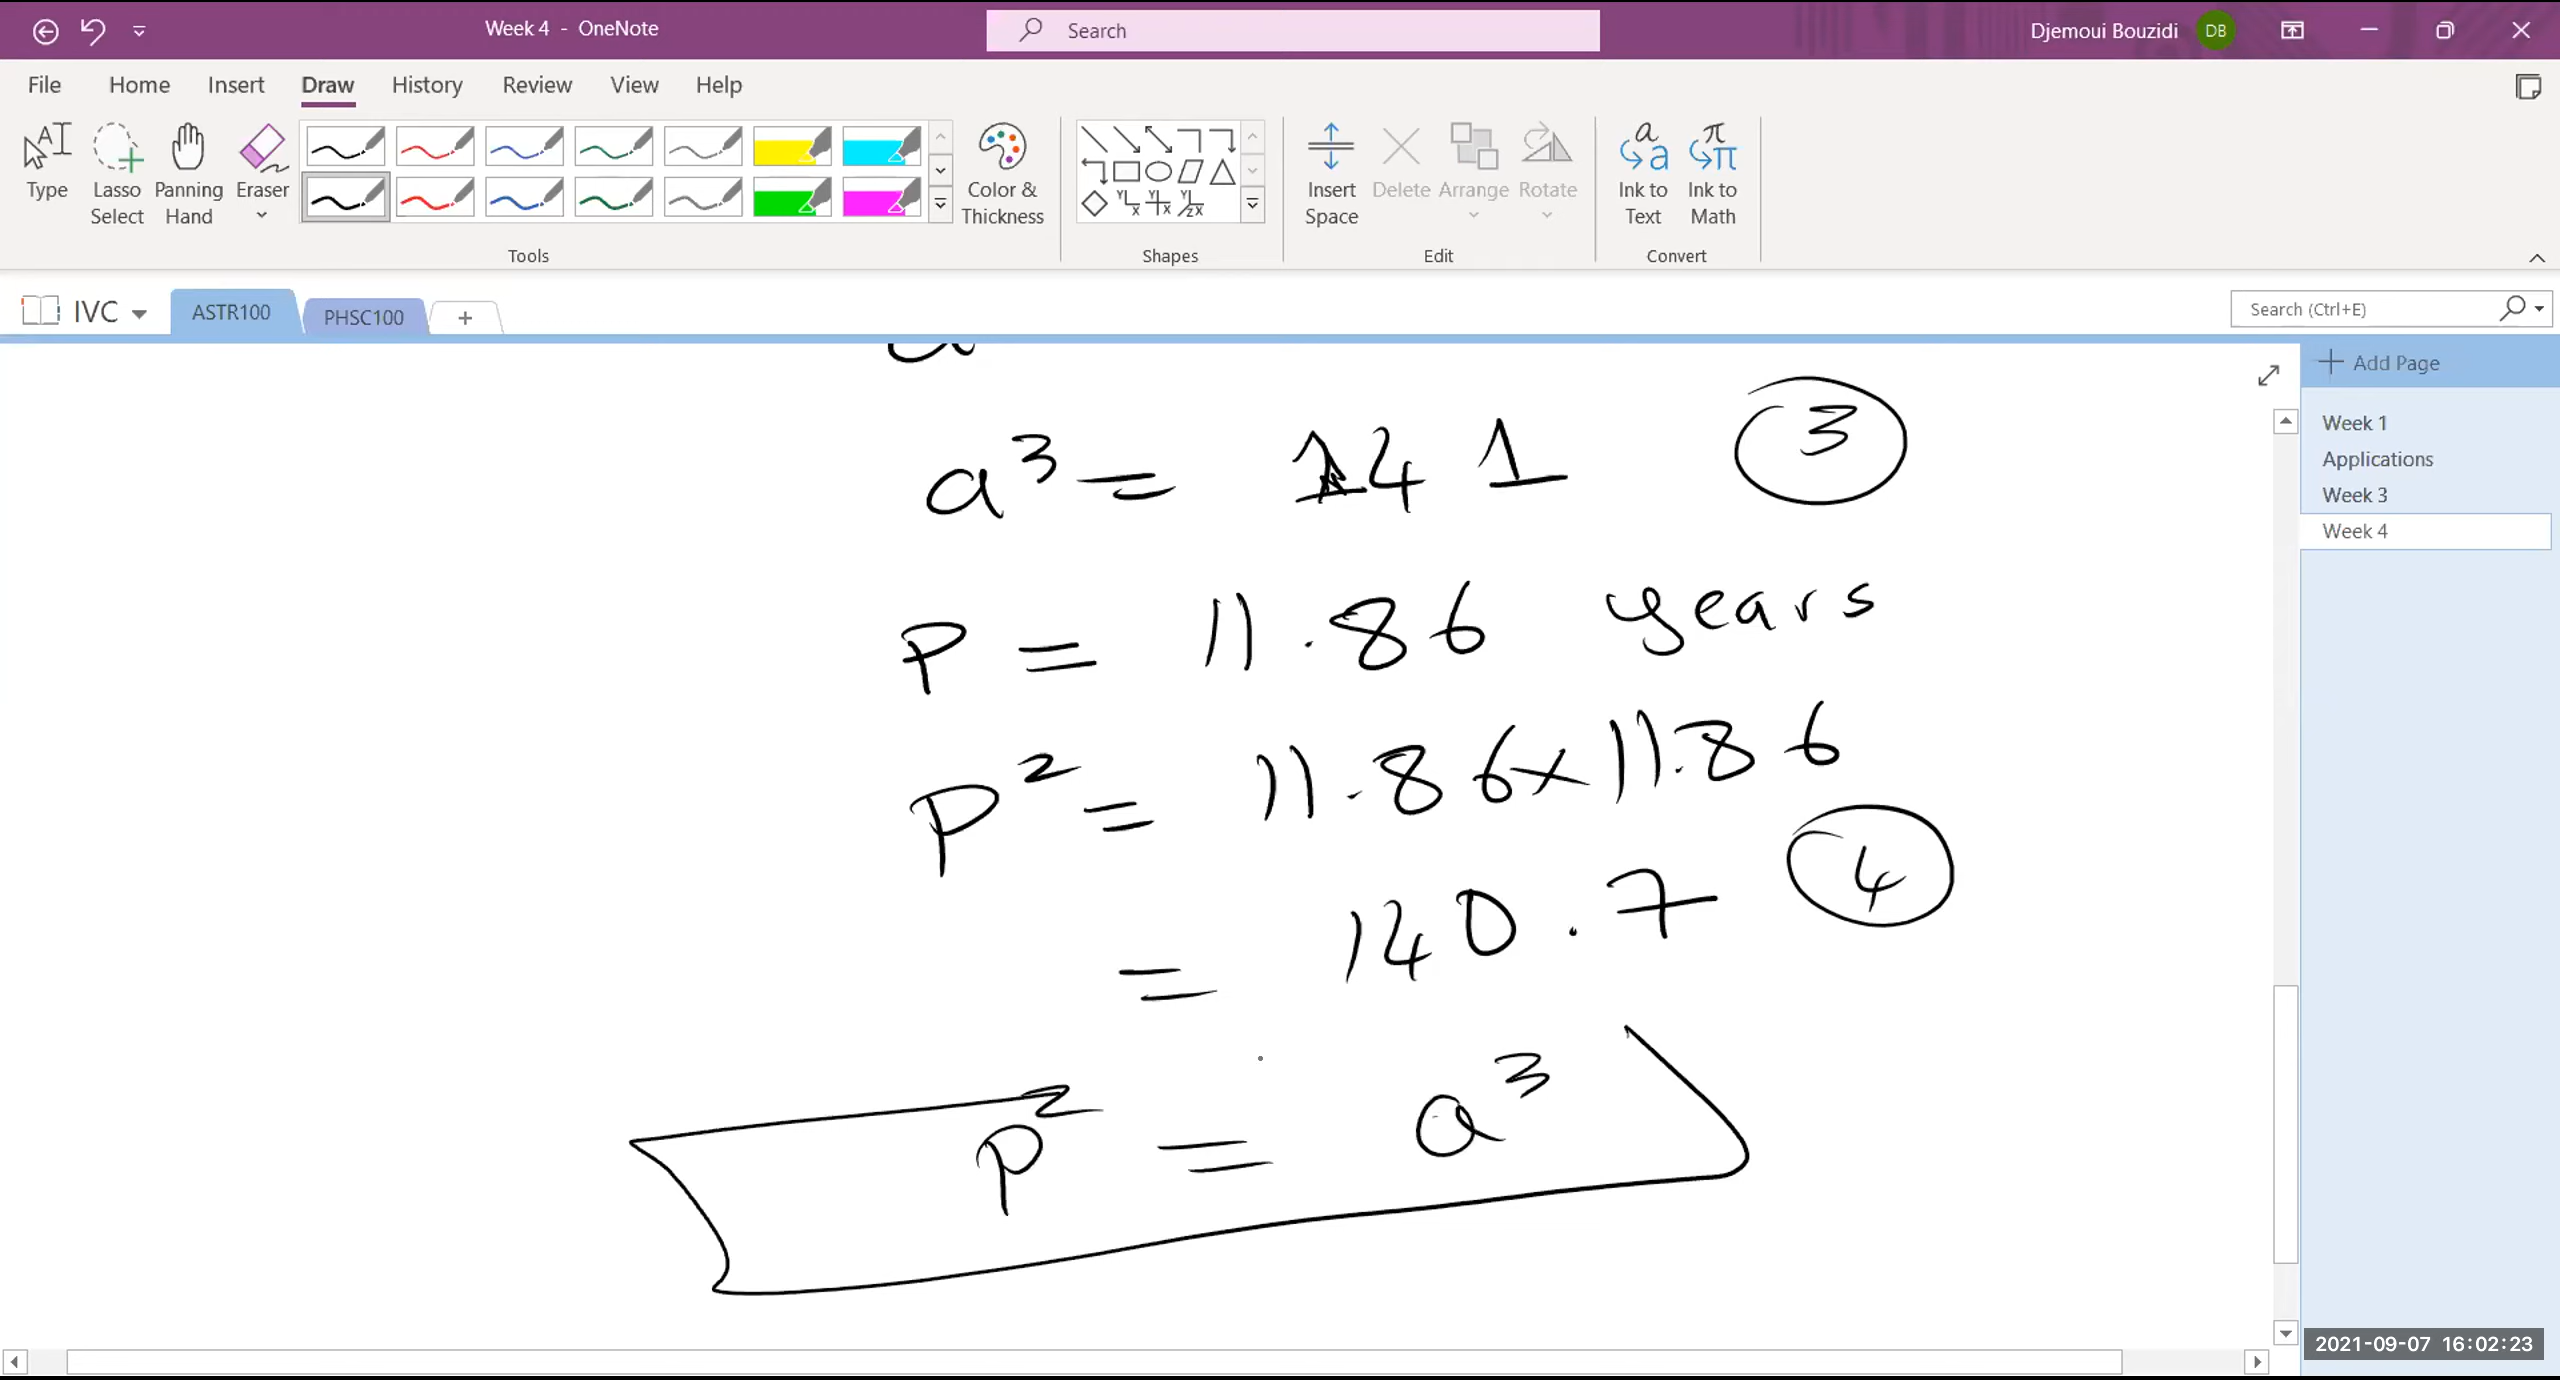 Week 4 - OneNote
Search
Djemoui Bouzidi
DB
File Home Insert Draw History Review View Help
Type
Lasso Select
Panning Hand
Eraser
Color & Thickness
Insert Space
Delete
Arrange
Rotate
a a
Ink to Text
π π
Ink to Math
Tools
Shapes
Edit
Convert
IVC
ASTR100
PHSC100
+
Search (Ctrl+E)
Add Page
Week 1
Applications
Week 3
Week 4
a³ = 141 ③
P = 11.86 years
P² = 11.86×11.86
= 140.7 ④
P² = a³
2021-09-07 16:02:23